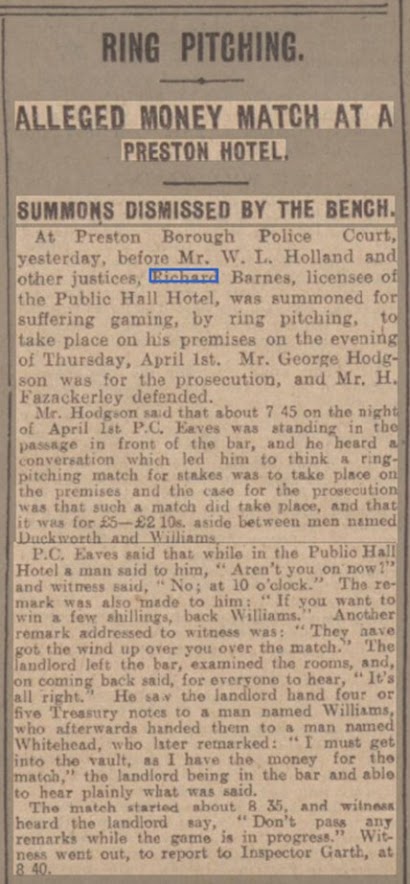 RING PITCHING.
ALLEGED MONEY MATCH AT A
PRESTON HOTEL.
SUMMONS DISMISSED BY THE BENCH.
At Preston Borough Police Court,
yesterday, before Mr. W. L. Holland and
other justices, Richard Barnes, licensee of
the Public Hall Hotel, was summoned for
suffering gaming, by ring pitching, to
take place on his premises on the evening
of Thursday, April 1st. Mr. George Hodg-
son was for the prosecution, and Mr. H.
Fazackerley defended.
Mr. Hodgson said that about 7 45 on the night
of April 1st P.C. Eaves was standing in the
passage in front of the bar, and he heard a
conversation which led him to think a ring-
pitching match for stakes was to take place on
the premises and the case for the prosecution
was that such a match did take place, and that
it was for £5—£2 10s. aside between men named
Duckworth and Williams
P.C. Eaves said that while in the Public Hall
Hotel a man said to him, "Aren't you on now?"
and witness said, "No; at 10 o'clock." The re-
mark was also made to him: "If you want to
win a few shillings, back Williams." Another
remark addressed to witness was: "They have
got the wind up over you over the match." The
landlord left the bar, examined the rooms, and,
on coming back said, for everyone to hear, "It's
all right." He saw the landlord hand four or
five Treasury notes to a man named Williams,
who afterwards handed them to a man named
Whitehead, who later remarked: "I must get
into the vault, as I have the money for the
match," the landlord being in the bar and able
to hear plainly what was said.
The match started about 8 35, and witness
heard the landlord say, "Don't pass any
remarks while the game is in progress." Wit-
ness went out, to report to Inspector Garth, at
8 40.